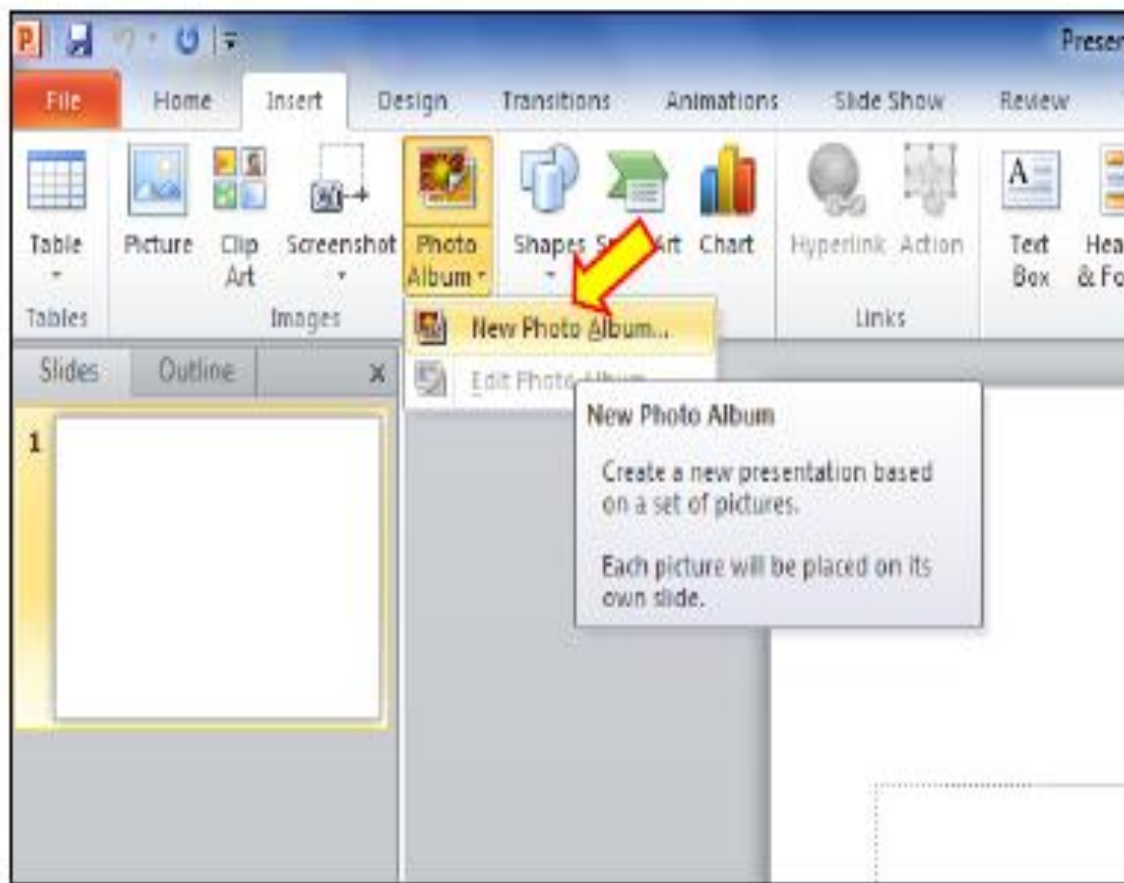 P
Presen
File Home Insert Design Transitions Animations Slide Show Review
Table Picture Clip Art Screenshot Photo Album Shapes Art Chart Hyperlink Action Text Box Hea & Fo
Tables Images Links
New Photo Album...
Edit Photo Album
Slides Outline x
1
New Photo Album
Create a new presentation based
on a set of pictures.
Each picture will be placed on its
own slide.